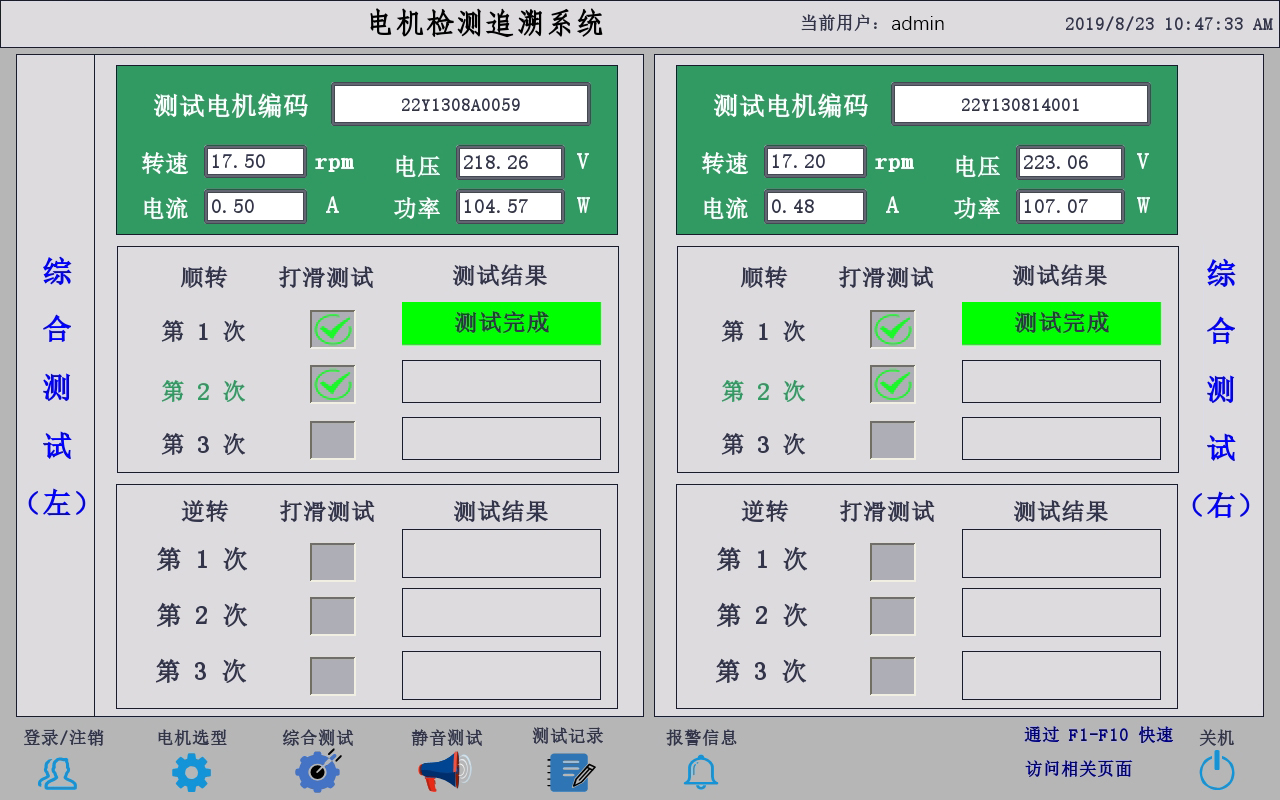 电机检测追溯系统 当前用户： admin 2019/8/23 10:47:33 AM
综合测试（左）
测试电机编码 22Y1308A0059
转速 17.50 rpm 电压 218.26 V
电流 0.50 A 功率 104.57 W
顺转 打滑测试 测试结果
第 1 次 测试完成
第 2 次
第 3 次
逆转 打滑测试 测试结果
第 1 次
第 2 次
第 3 次
测试电机编码 22Y130814001
转速 17.20 rpm 电压 223.06 V
电流 0.48 A 功率 107.07 W
顺转 打滑测试 测试结果
第 1 次 测试完成
第 2 次
第 3 次
逆转 打滑测试 测试结果
第 1 次
第 2 次
第 3 次
综合测试（右）
登录/注销 电机选型 综合测试 静音测试 测试记录 报警信息 通过 F1-F10 快速 关机
访问相关页面